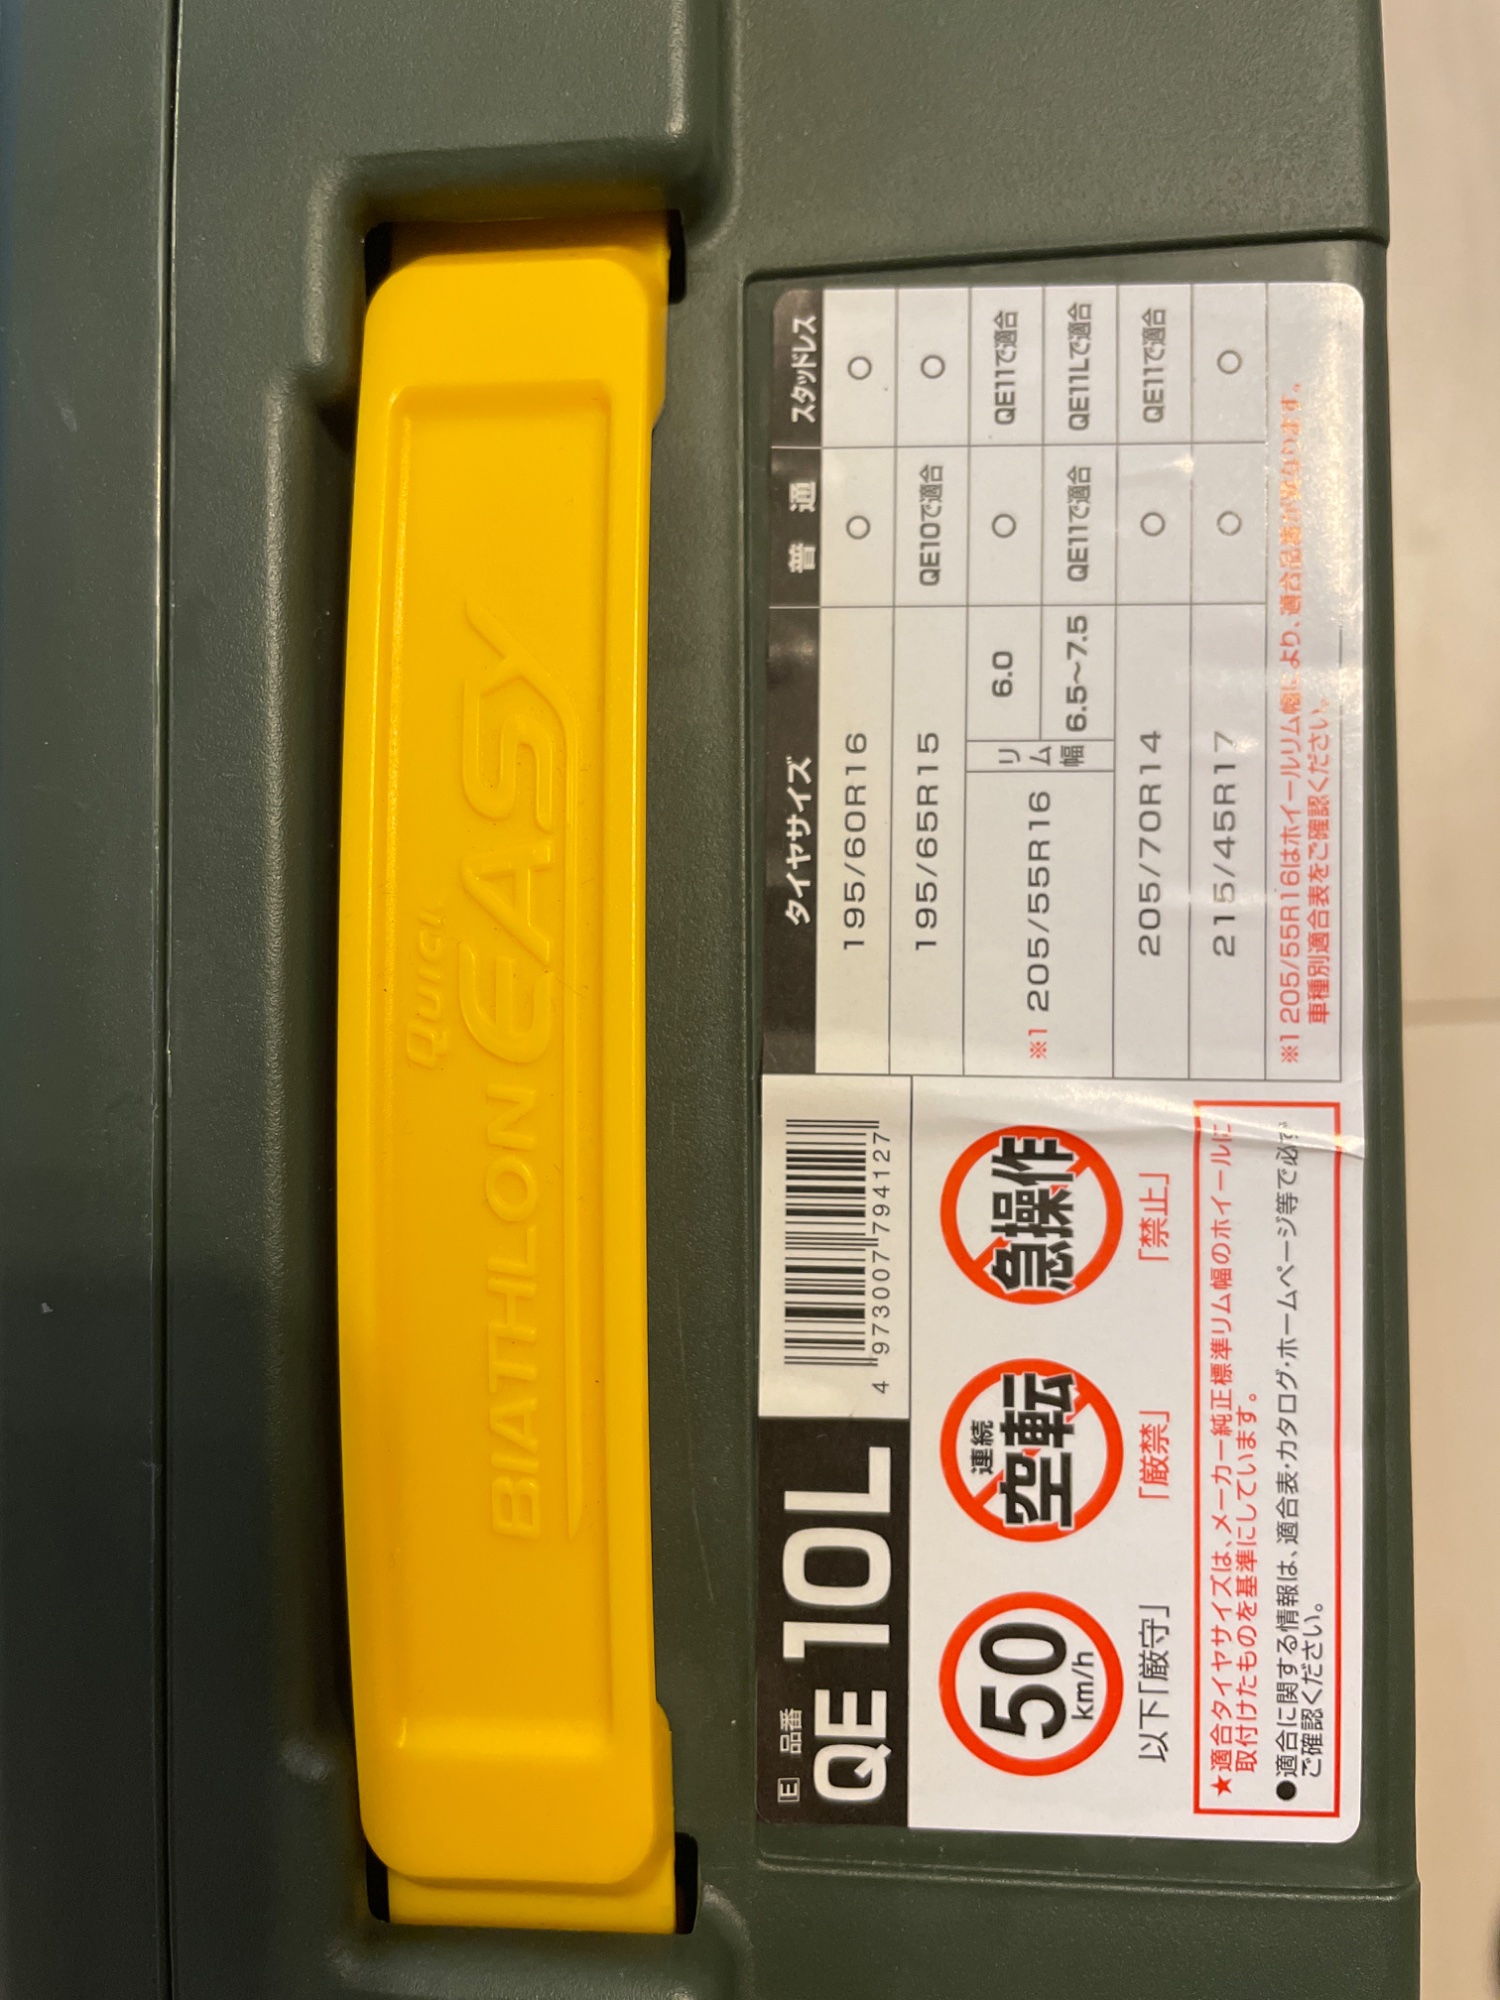 Quick
BIATHLON EASY
E 品番
QE 10L
4 973007 794127
50
km/h
以下「厳守」
連続
空転
「厳禁」
急操作
「禁止」
★適合タイヤサイズは、メーカー純正標準リム幅のホイールに
取付けたものを基準にしています。
●適合に関する情報は、適合表・カタログ・ホームページ等で必ず
ご確認ください。
タイヤサイズ 普通 スタッドレス
195/60R16 ○ ○
195/65R15 QE10で適合 ○
※1 205/55R16 リム幅 6.0 ○ QE11で適合
6.5~7.5 QE11で適合 QE11Lで適合
205/70R14 ○ QE11で適合
215/45R17 ○ ○
※1 205/55R16はホイールリム幅により、適合品番が異なります。
車種別適合表をご確認ください。